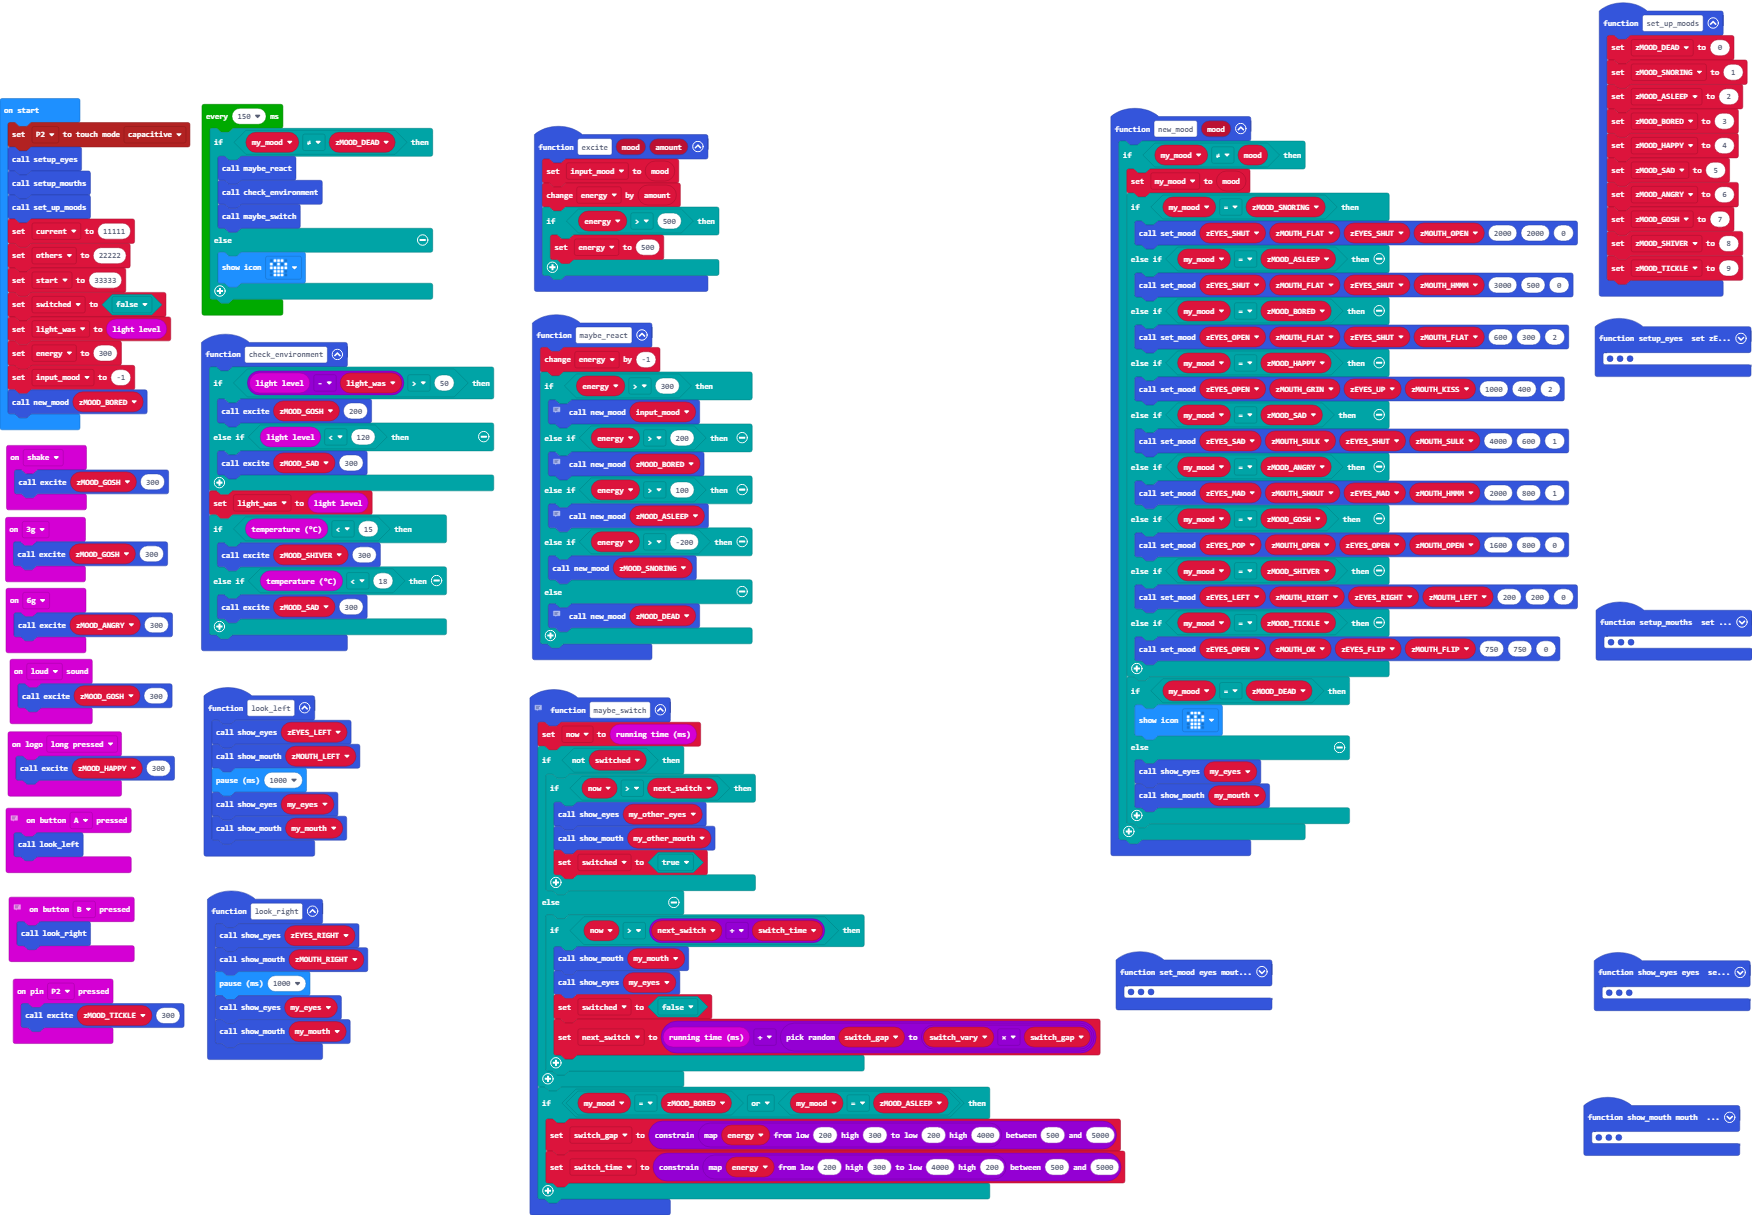 on start
set P2 to touch mode capacitive
call setup_eyes
call setup_mouths
call set_up_moods
set current to 11111
set others to 22222
set start to 33333
set switched to false
set light_was to light level
set energy to 300
set input_mood to -1
call new_mood zMOOD_BORED
on shake
call excite zMOOD_GOSH 300
on 3g
call excite zMOOD_GOSH 300
on 6g
call excite zMOOD_ANGRY 300
on loud sound
call excite zMOOD_GOSH 300
on logo long pressed
call excite zMOOD_HAPPY 300
on button A pressed
call look_left
on button B pressed
call look_right
on pin P2 pressed
call excite zMOOD_TICKLE 300
every 150 ms
if my_mood ≠ zMOOD_DEAD then
call maybe_react
call check_environment
call maybe_switch
else
show icon
function check_environment
if light level - light_was > 50 then
call excite zMOOD_GOSH 200
else if light level < 120 then
call excite zMOOD_SAD 300
set light_was to light level
if temperature (°C) < 15 then
call excite zMOOD_SHIVER 300
else if temperature (°C) < 18 then
call excite zMOOD_SAD 300
function look_left
call show_eyes zEYES_LEFT
call show_mouth zMOUTH_LEFT
pause (ms) 1000
call show_eyes my_eyes
call show_mouth my_mouth
function look_right
call show_eyes zEYES_RIGHT
call show_mouth zMOUTH_RIGHT
pause (ms) 1000
call show_eyes my_eyes
call show_mouth my_mouth
function excite mood amount
set input_mood to mood
change energy by amount
if energy > 500 then
set energy to 500
function maybe_react
change energy by -1
if energy > 300 then
call new_mood input_mood
else if energy > 200 then
call new_mood zMOOD_BORED
else if energy > 100 then
call new_mood zMOOD_ASLEEP
else if energy > -200 then
call new_mood zMOOD_SNORING
else
call new_mood zMOOD_DEAD
function maybe_switch
set now to running time (ms)
if not switched then
if now > next_switch then
call show_eyes my_other_eyes
call show_mouth my_other_mouth
set switched to true
else
if now > next_switch + switch_time then
call show_mouth my_mouth
call show_eyes my_eyes
set switched to false
set next_switch to running time (ms) + pick random switch_gap to switch_vary × switch_gap
if my_mood = zMOOD_BORED or my_mood = zMOOD_ASLEEP then
set switch_gap to constrain map energy from low 200 high 300 to low 200 high 4000 between 500 and 5000
set switch_time to constrain map energy from low 200 high 300 to low 4000 high 200 between 500 and 5000
function new_mood mood
if my_mood ≠ mood then
set my_mood to mood
if my_mood = zMOOD_SNORING then
call set_mood zEYES_SHUT zMOUTH_FLAT zEYES_SHUT zMOUTH_OPEN 2000 2000 0
else if my_mood = zMOOD_ASLEEP then
call set_mood zEYES_SHUT zMOUTH_FLAT zEYES_SHUT zMOUTH_HMMM 3000 500 0
else if my_mood = zMOOD_BORED then
call set_mood zEYES_OPEN zMOUTH_FLAT zEYES_SHUT zMOUTH_FLAT 600 300 2
else if my_mood = zMOOD_HAPPY then
call set_mood zEYES_OPEN zMOUTH_GRIN zEYES_UP zMOUTH_KISS 1000 400 2
else if my_mood = zMOOD_SAD then
call set_mood zEYES_SAD zMOUTH_SULK zEYES_SHUT zMOUTH_SULK 4000 600 1
else if my_mood = zMOOD_ANGRY then
call set_mood zEYES_MAD zMOUTH_SHOUT zEYES_MAD zMOUTH_HMMM 2000 800 1
else if my_mood = zMOOD_GOSH then
call set_mood zEYES_POP zMOUTH_OPEN zEYES_OPEN zMOUTH_OPEN 1600 800 0
else if my_mood = zMOOD_SHIVER then
call set_mood zEYES_LEFT zMOUTH_RIGHT zEYES_RIGHT zMOUTH_LEFT 200 200 0
else if my_mood = zMOOD_TICKLE then
call set_mood zEYES_OPEN zMOUTH_OK zEYES_FLIP zMOUTH_FLIP 750 750 0
if my_mood = zMOOD_DEAD then
show icon
else
call show_eyes my_eyes
call show_mouth my_mouth
function set_mood eyes mout...
function set_up_moods
set zMOOD_DEAD to 0
set zMOOD_SNORING to 1
set zMOOD_ASLEEP to 2
set zMOOD_BORED to 3
set zMOOD_HAPPY to 4
set zMOOD_SAD to 5
set zMOOD_ANGRY to 6
set zMOOD_GOSH to 7
set zMOOD_SHIVER to 8
set zMOOD_TICKLE to 9
function setup_eyes set zE...
function setup_mouths set ...
function show_eyes eyes se...
function show_mouth mouth ...